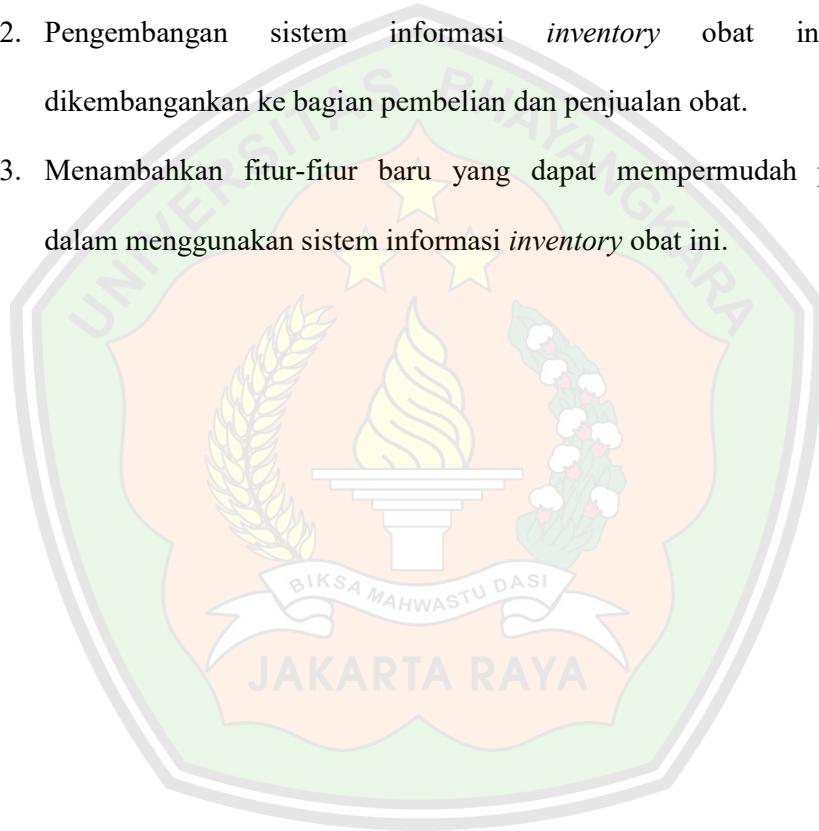 2. Pengembangan sistem informasi inventory obat in
dikembangankan ke bagian pembelian dan penjualan obat.
3. Menambahkan fitur-fitur baru yang dapat mempermudah
dalam menggunakan sistem informasi inventory obat ini.
UNIVERSITAS BHAYANGKARA
BIKSA MAHWASTU DASI
JAKARTA RAYA